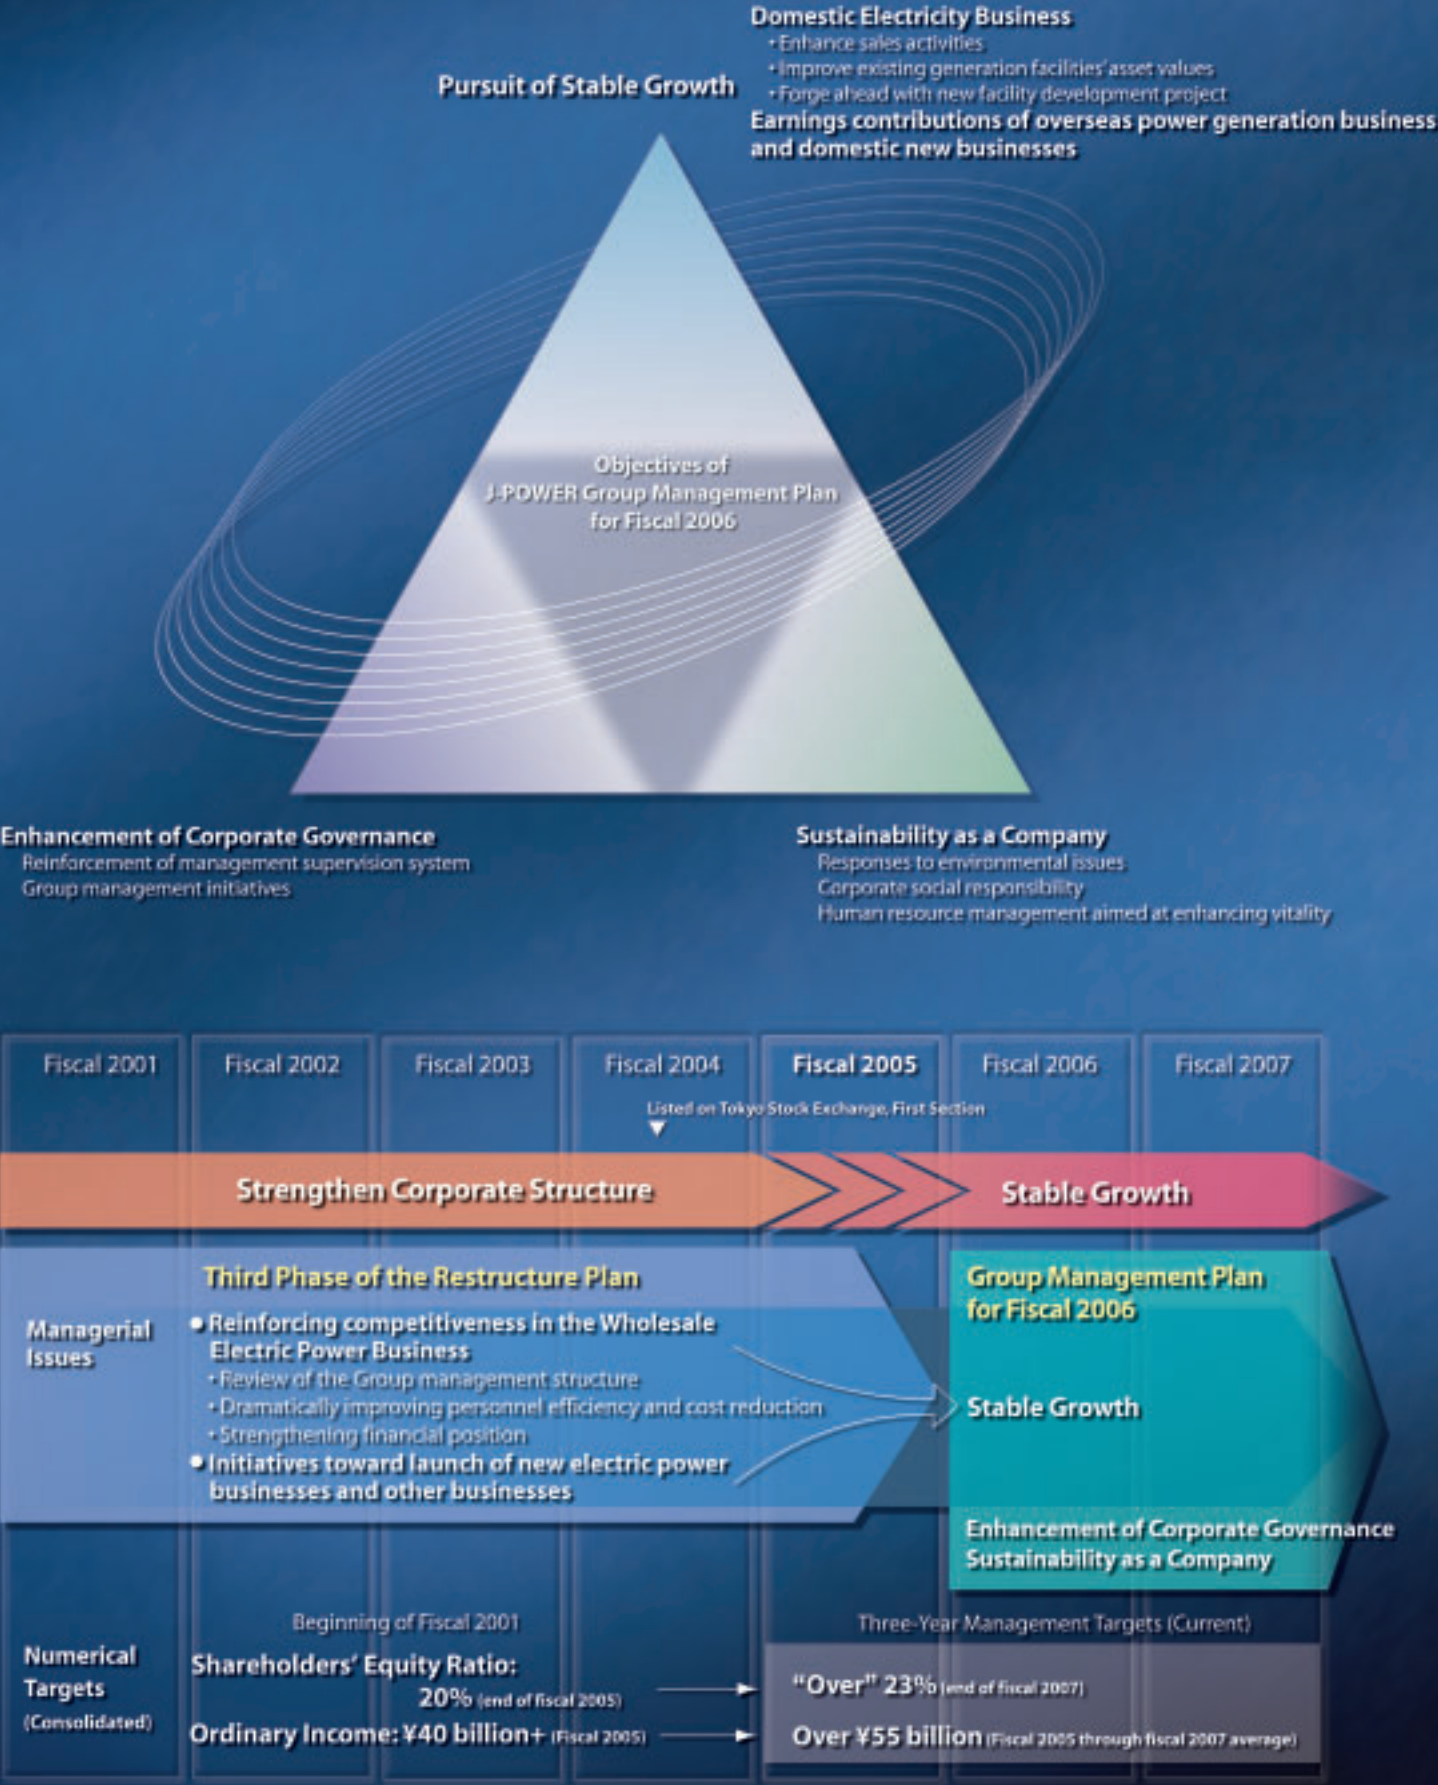 Domestic Electricity Business
• Enhance sales activities
• Improve existing generation facilities' asset values
• Forge ahead with new facility development project
Earnings contributions of overseas power generation business
and domestic new businesses
Pursuit of Stable Growth
Objectives of
J-POWER Group Management Plan
for Fiscal 2006
Enhancement of Corporate Governance
Reinforcement of management supervision system
Group management initiatives
Sustainability as a Company
Responses to environmental issues
Corporate social responsibility
Human resource management aimed at enhancing vitality
Fiscal 2001 Fiscal 2002 Fiscal 2003 Fiscal 2004 Fiscal 2005 Fiscal 2006 Fiscal 2007
Listed on Tokyo Stock Exchange, First Section
Strengthen Corporate Structure
Stable Growth
Managerial
Issues
Third Phase of the Restructure Plan
● Reinforcing competitiveness in the Wholesale
Electric Power Business
• Review of the Group management structure
• Dramatically improving personnel efficiency and cost reduction
• Strengthening financial position
● Initiatives toward launch of new electric power
businesses and other businesses
Group Management Plan
for Fiscal 2006
Stable Growth
Enhancement of Corporate Governance
Sustainability as a Company
Numerical
Targets
(Consolidated)
Beginning of Fiscal 2001
Shareholders' Equity Ratio:
20% (end of fiscal 2005)
Ordinary Income: ¥40 billion+ (Fiscal 2005)
Three-Year Management Targets (Current)
"Over" 23% (end of fiscal 2007)
Over ¥55 billion (Fiscal 2005 through fiscal 2007 average)